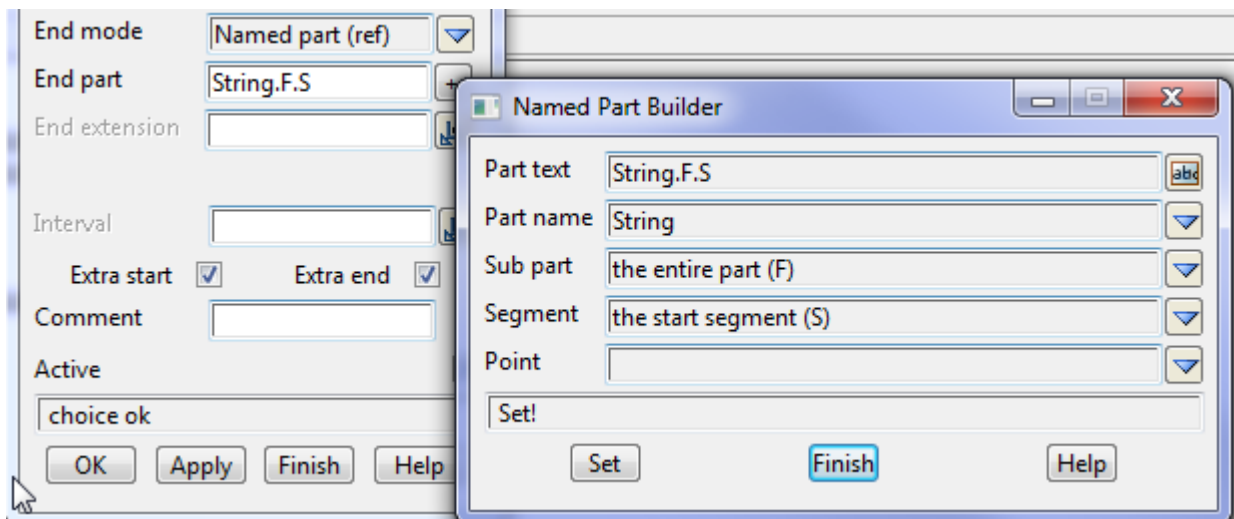 End mode Named part (ref)
End part String.F.S
End extension
Interval
Extra start Extra end
Comment
Active
choice ok
OK Apply Finish Help
Named Part Builder
Part text String.F.S abc
Part name String
Sub part the entire part (F)
Segment the start segment (S)
Point
Set!
Set Finish Help